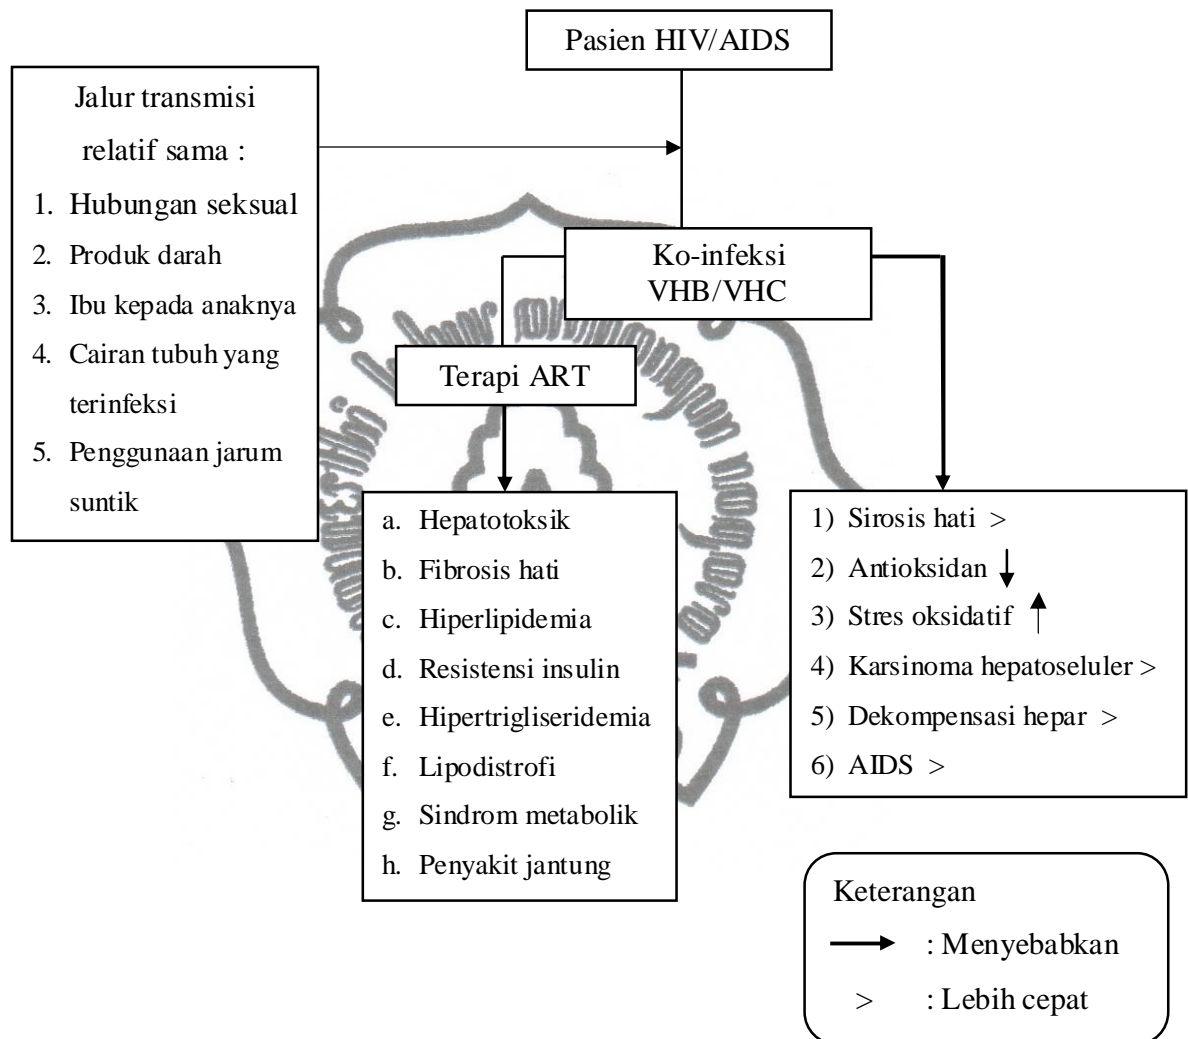 Pasien HIV/AIDS
Jalur transmisi
relatif sama :
1. Hubungan seksual
2. Produk darah
3. Ibu kepada anaknya
4. Cairan tubuh yang
terinfeksi
5. Penggunaan jarum
suntik
Ko-infeksi
VHB/VHC
Terapi ART
a. Hepatotoksik
b. Fibrosis hati
c. Hiperlipidemia
d. Resistensi insulin
e. Hipertrigliseridemia
f. Lipodistrofi
g. Sindrom metabolik
h. Penyakit jantung
1) Sirosis hati >
2) Antioksidan ↓
3) Stres oksidatif ↑
4) Karsinoma hepatoseluler >
5) Dekompensasi hepar >
6) AIDS >
Keterangan
→ : Menyebabkan
> : Lebih cepat